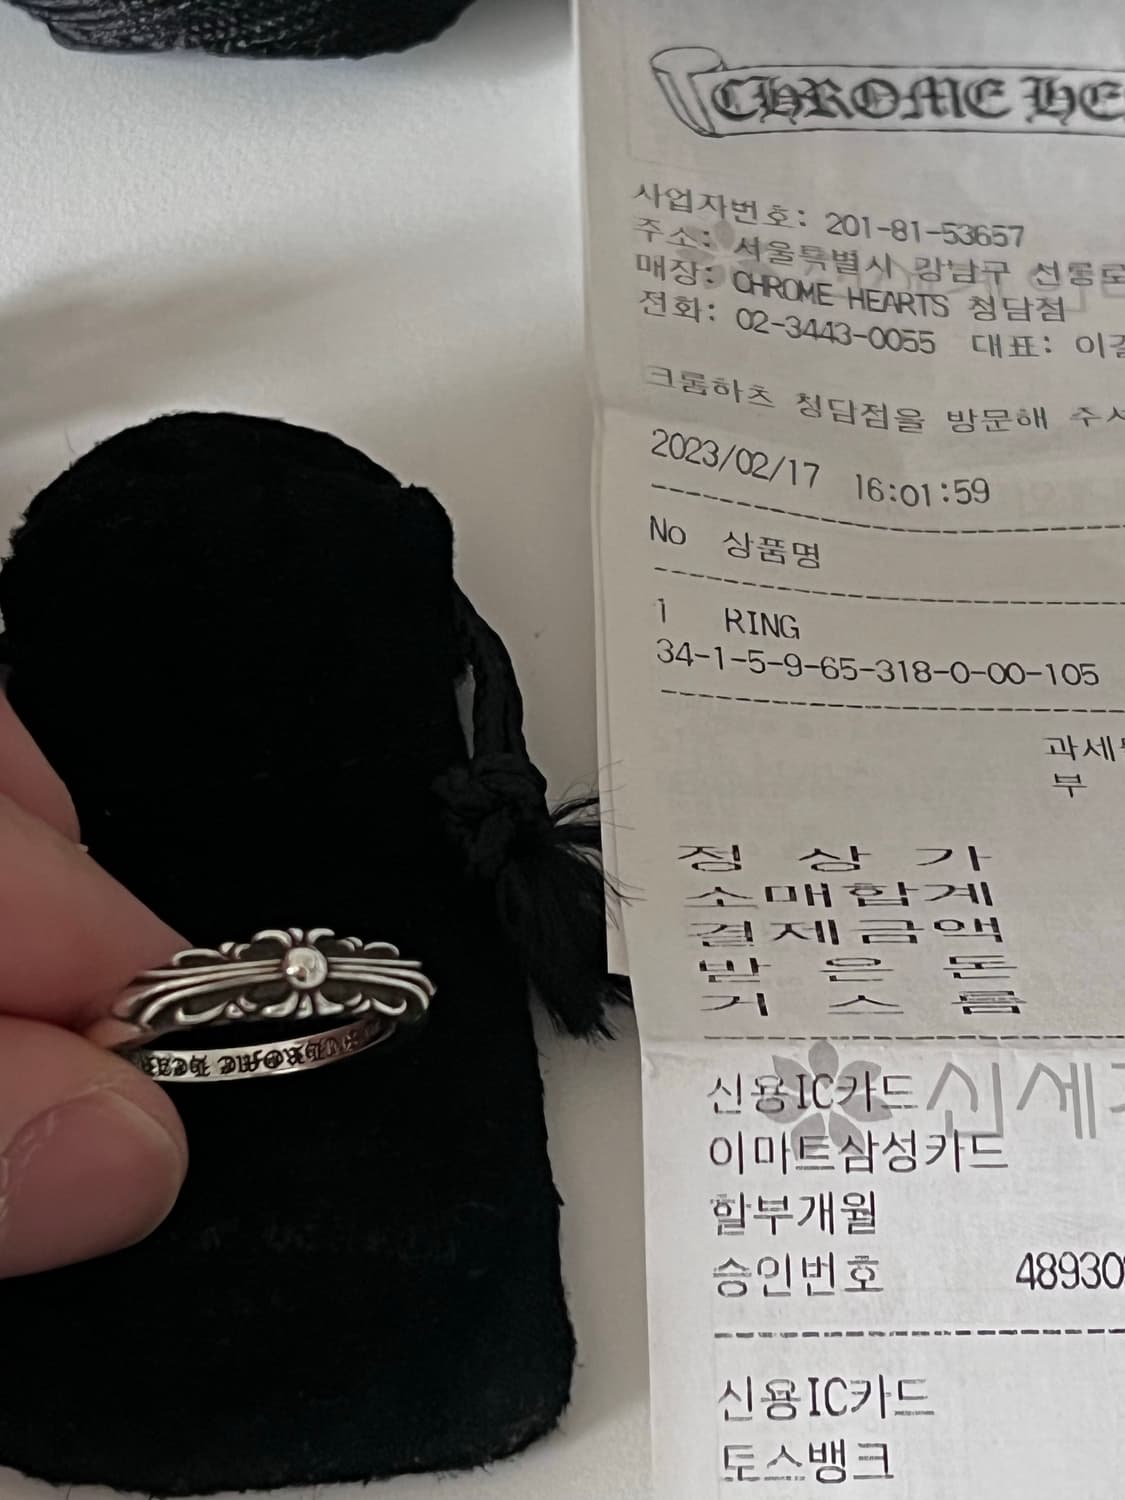 CHROME HE
사업자번호: 201-81-53657
주소: 서울특별시 강남구 선릉로
매장: CHROME HEARTS 청담점
전화: 02-3443-0055 대표: 이
크롬하츠 청담점을 방문해 주셔
2023/02/17 16:01:59
No 상품명
1 RING
34-1-5-9-65-318-0-00-105
과세
부
정 상 가
소매합계
결제금액
받 은 돈
거 스 름
신세
신용IC카드
이마트삼성카드
할부개월
승인번호 48930
신용IC카드
토스뱅크
CHROME HEAR